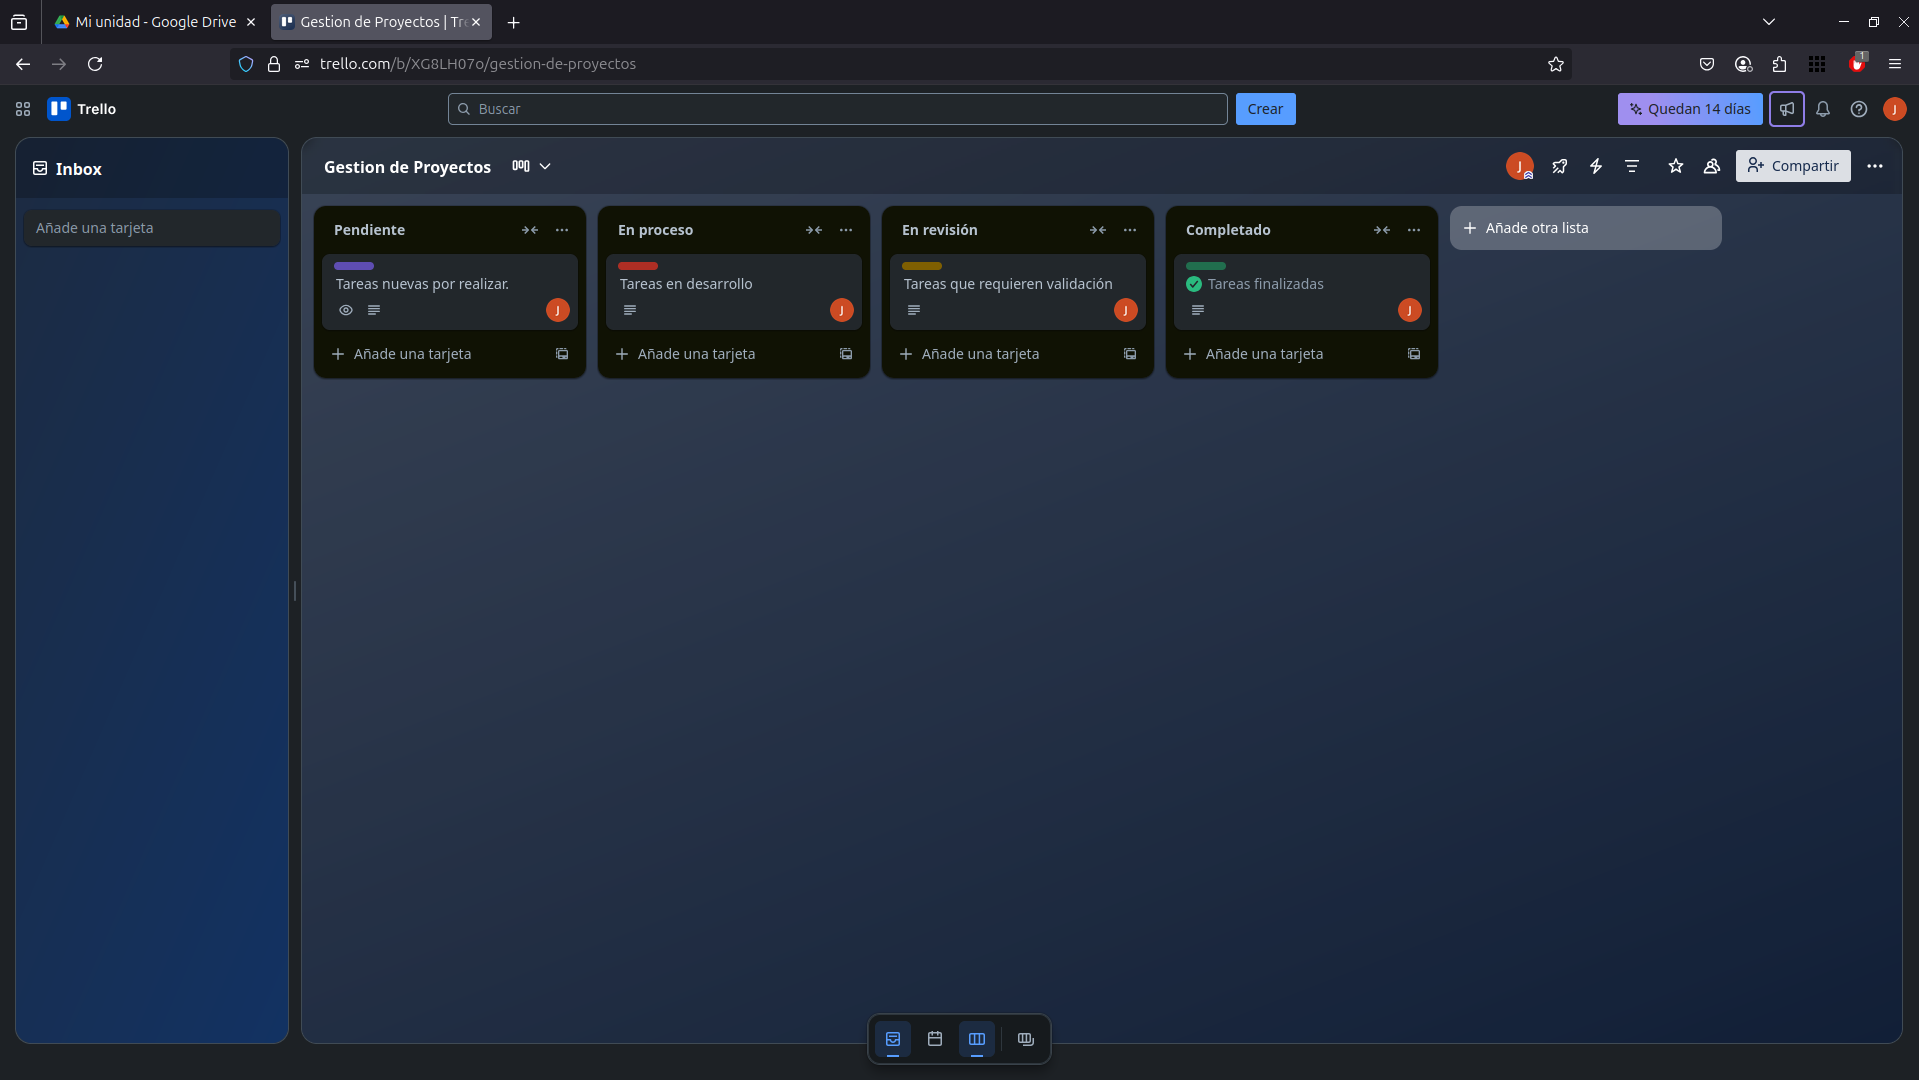 Mi unidad - Google Drive
Gestion de Proyectos | Tre
trello.com/b/XG8LH07o/gestion-de-proyectos
1
Trello
Buscar
Crear
Quedan 14 días
J
Inbox
Añade una tarjeta
Gestion de Proyectos
J
Compartir
Pendiente
Tareas nuevas por realizar.
J
Añade una tarjeta
En proceso
Tareas en desarrollo
J
Añade una tarjeta
En revisión
Tareas que requieren validación
J
Añade una tarjeta
Completado
Tareas finalizadas
J
Añade una tarjeta
Añade otra lista